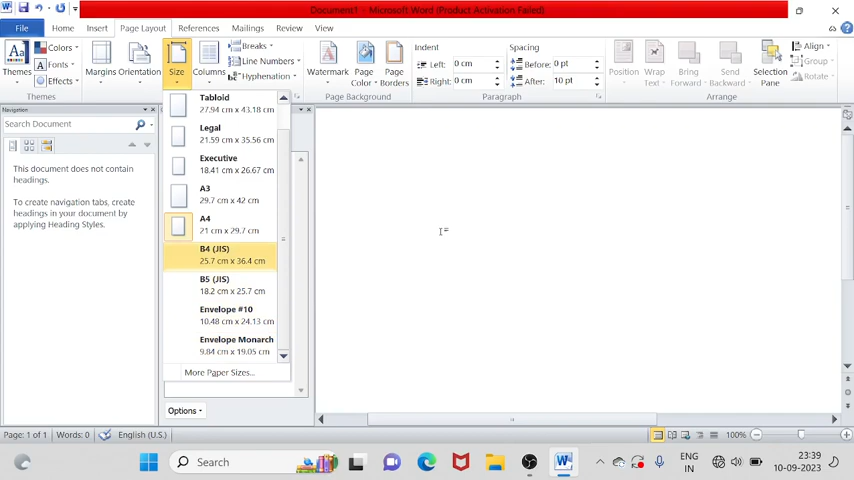 Document1 - Microsoft Word (Product Activation Failed)
File Home Insert Page Layout References Mailings Review View
Themes Colors Fonts Effects
Margins Orientation Size Columns Breaks Line Numbers Hyphenation
Watermark Page Color Page Borders
Indent Spacing
Left: 0 cm Before: 0 pt
Right: 0 cm After: 10 pt
Position Wrap Text Bring Forward Send Backward Selection Pane Align Group Rotate
Themes Page Background Paragraph Arrange
Navigation
Search Document
This document does not contain
headings.
To create navigation tabs, create
headings in your document by
applying Heading Styles.
Tabloid
27.94 cm x 43.18 cm
Legal
21.59 cm x 35.56 cm
Executive
18.41 cm x 26.67 cm
A3
29.7 cm x 42 cm
A4
21 cm x 29.7 cm
B4 (JIS)
25.7 cm x 36.4 cm
B5 (JIS)
18.2 cm x 25.7 cm
Envelope #10
10.48 cm x 24.13 cm
Envelope Monarch
9.84 cm x 19.05 cm
More Paper Sizes...
Options
Page: 1 of 1 Words: 0 English (U.S.) 100%
Search
ENG
IN
23:39
10-09-2023